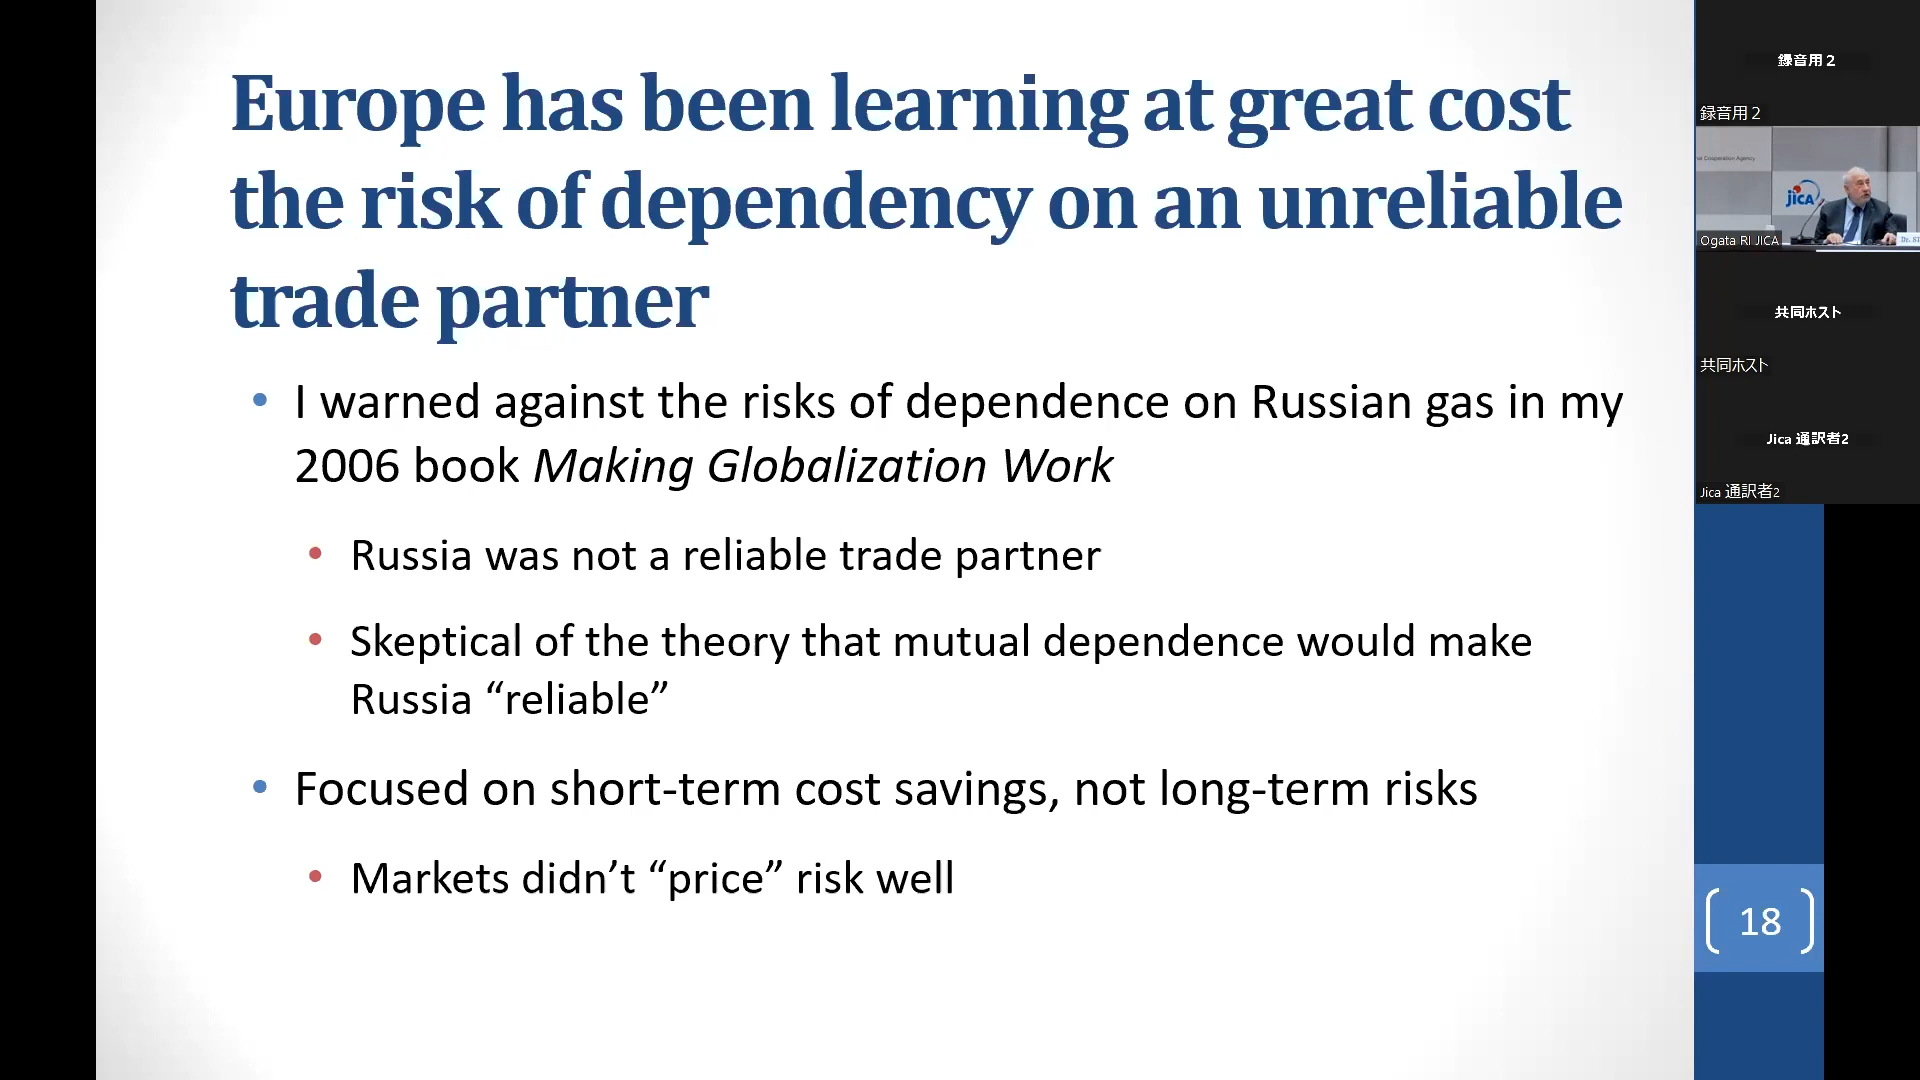 Europe has been learning at great cost
the risk of dependency on an unreliable
trade partner
• I warned against the risks of dependence on Russian gas in my
2006 book Making Globalization Work
• Russia was not a reliable trade partner
• Skeptical of the theory that mutual dependence would make
Russia “reliable”
• Focused on short-term cost savings, not long-term risks
• Markets didn’t “price” risk well
18
録音用2
録音用2
nal Cooperation Agency
jICA
Dr. ST
Ogata RI JICA
共同ホスト
共同ホスト
Jica 通訳者2
Jica 通訳者2